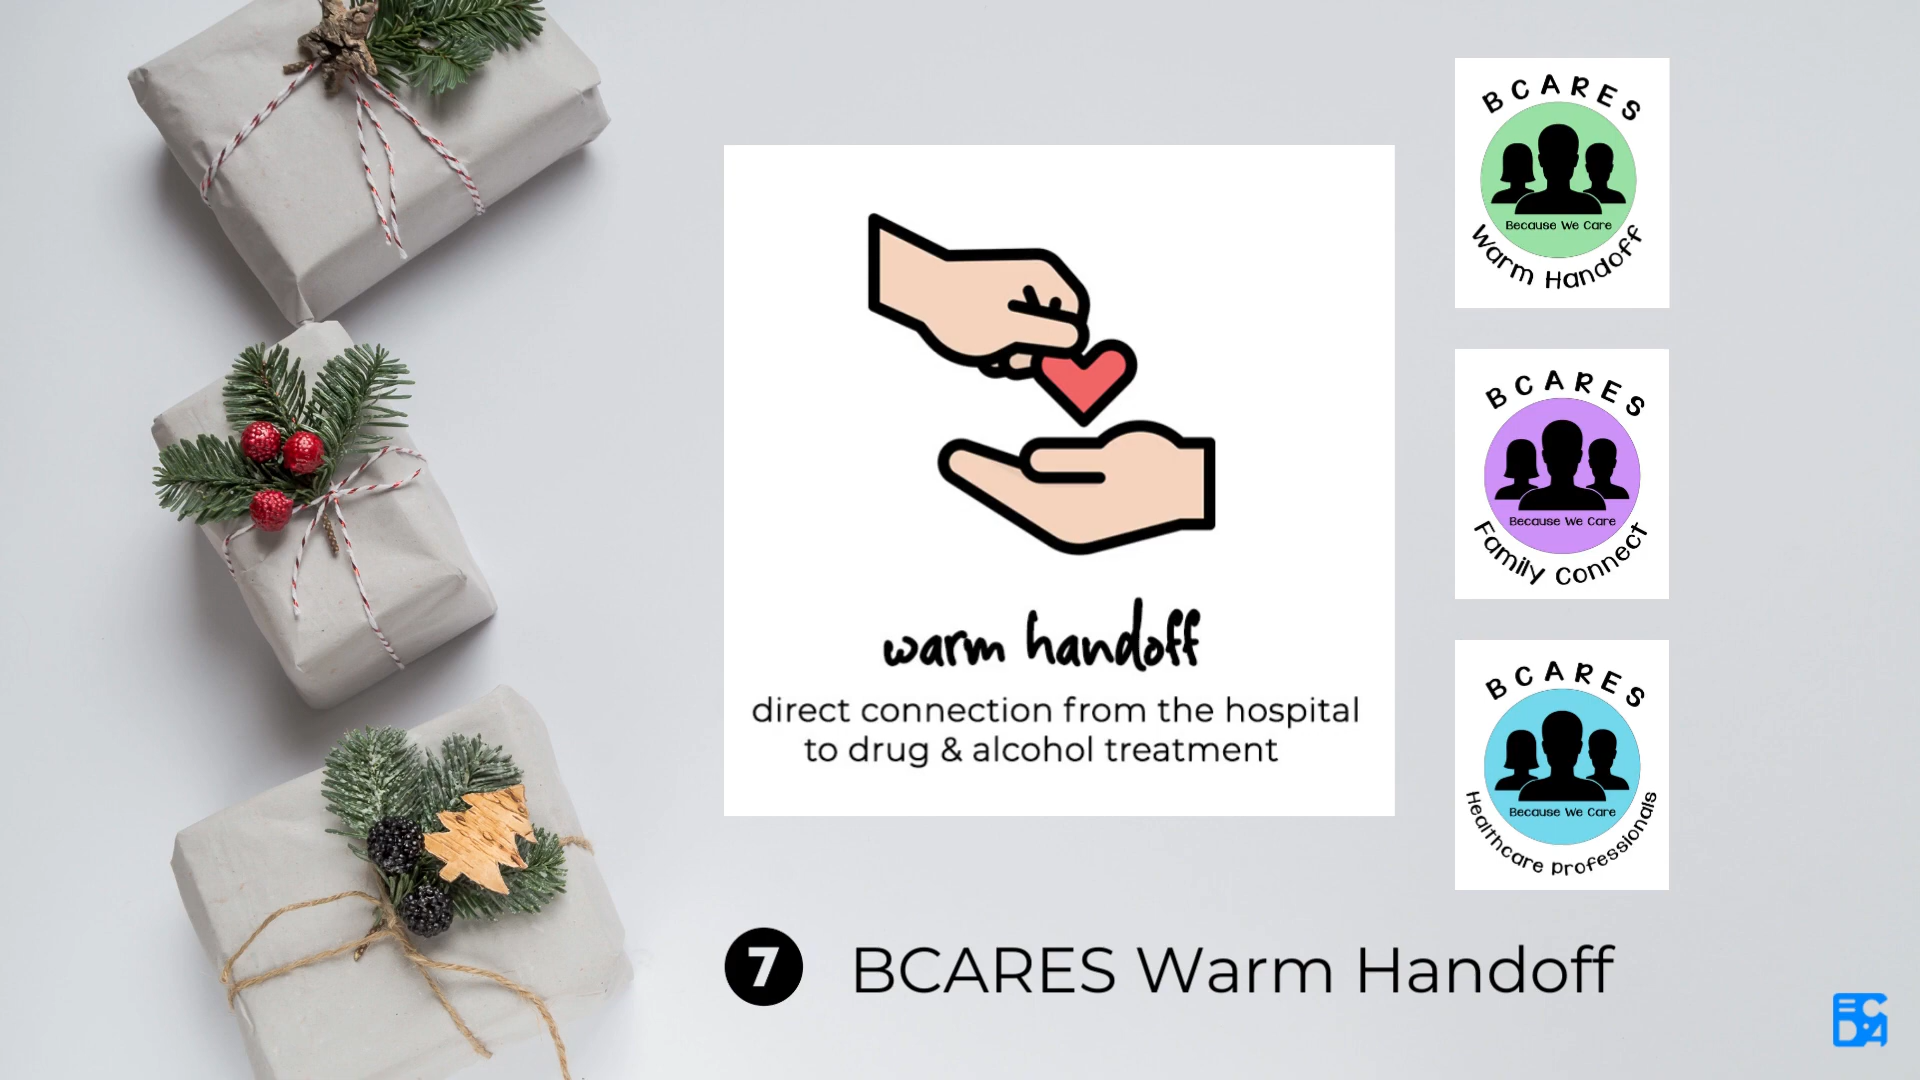 warm handoff
direct connection from the hospital
to drug & alcohol treatment
BCARES
Because We Care
Warm Handoff
BCARES
Because We Care
Family Connect
BCARES
Because We Care
Healthcare professionals
7 BCARES Warm Handoff
BCDA